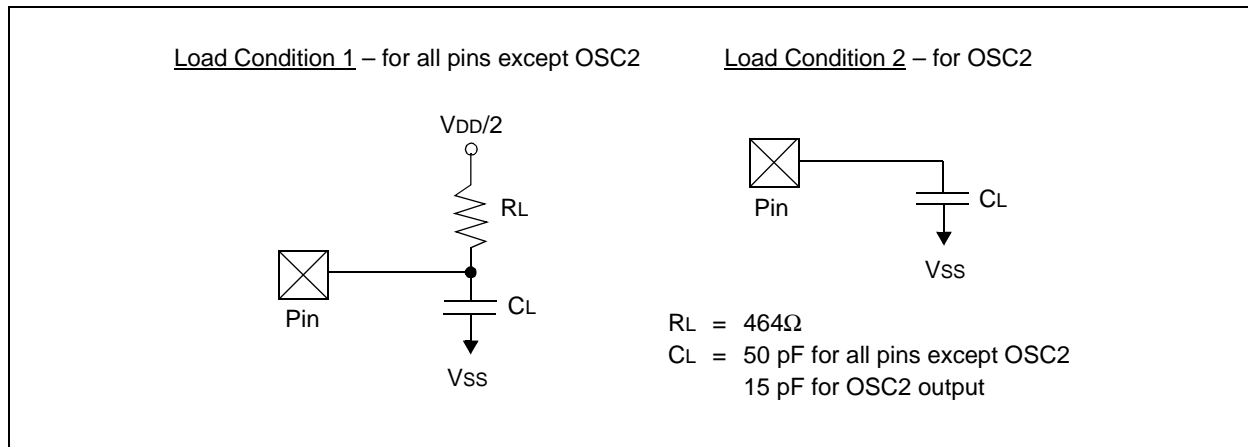 Load Condition 1 – for all pins except OSC2
VDD/2
RL
Pin
CL
VSS
Load Condition 2 – for OSC2
Pin
CL
VSS
RL = 464Ω
CL = 50 pF for all pins except OSC2
15 pF for OSC2 output